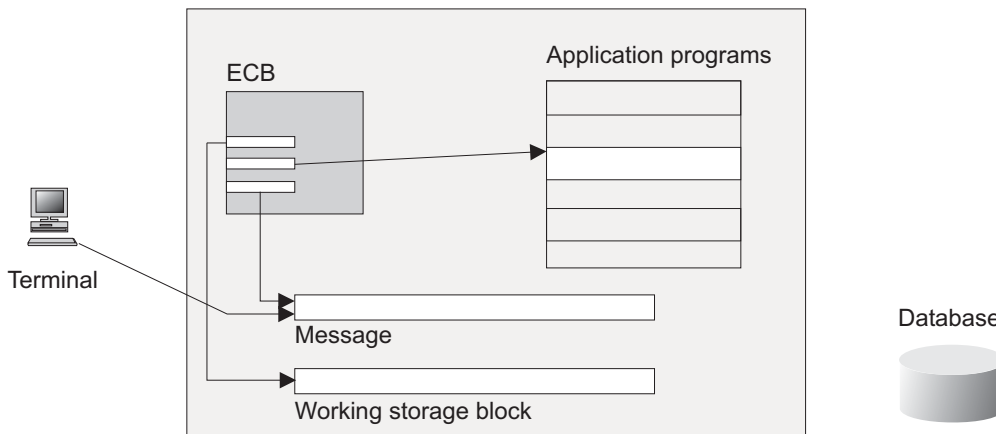 ECB
Application programs
Terminal
Message
Database
Working storage block